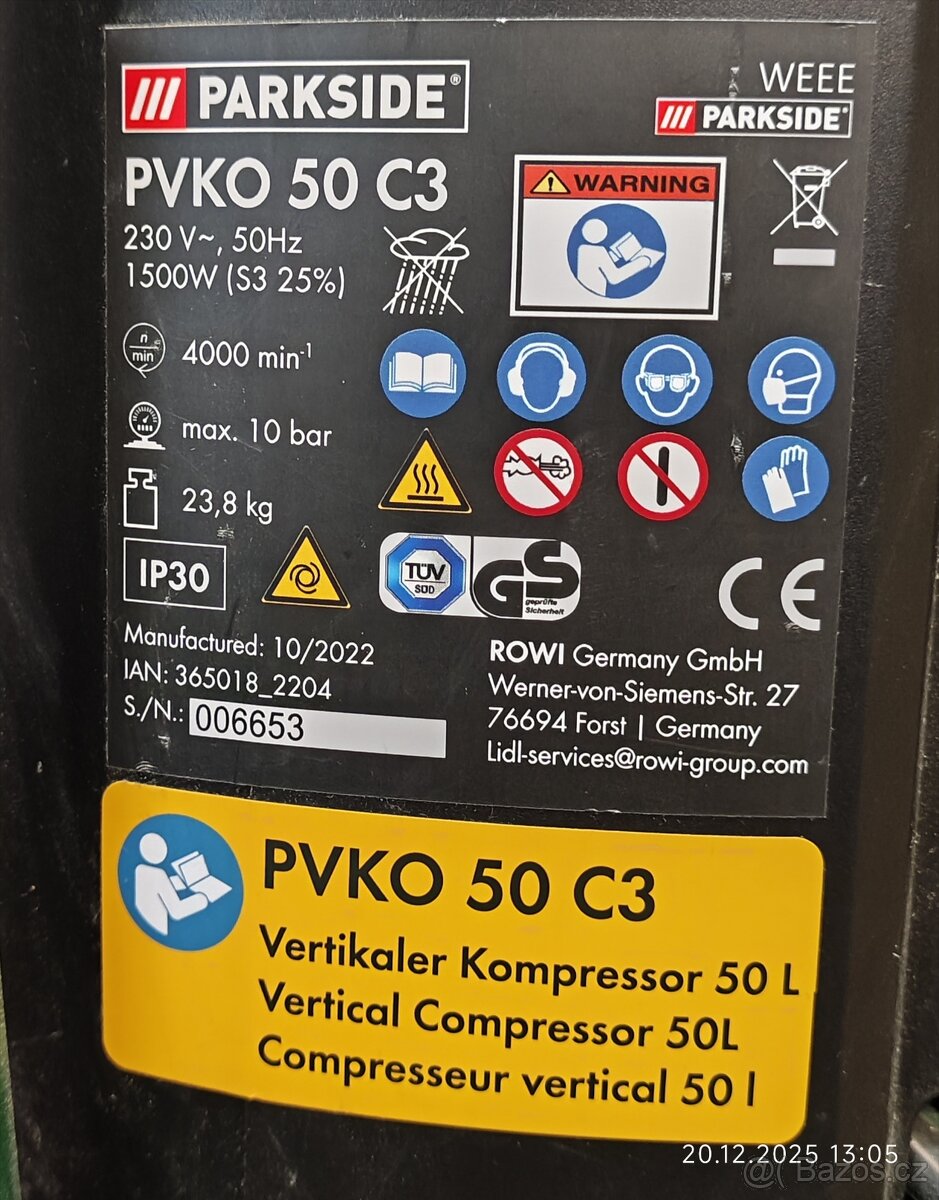 PARKSIDE®
WEEE
PARKSIDE®
PVKO 50 C3
230 V~, 50Hz
1500W (S3 25%)
WARNING
n
min
4000 min-1
max. 10 bar
23,8 kg
IP30
TÜV
SÜD
GS
geprüfte
Sicherheit
CE
Manufactured: 10/2022
IAN: 365018_2204
S./N.: 006653
ROWI Germany GmbH
Werner-von-Siemens-Str. 27
76694 Forst | Germany
Lidl-services@rowi-group.com
PVKO 50 C3
Vertikaler Kompressor 50 L
Vertical Compressor 50L
Compresseur vertical 50 l
20.12.2025 13:05
@( Bazos.cz